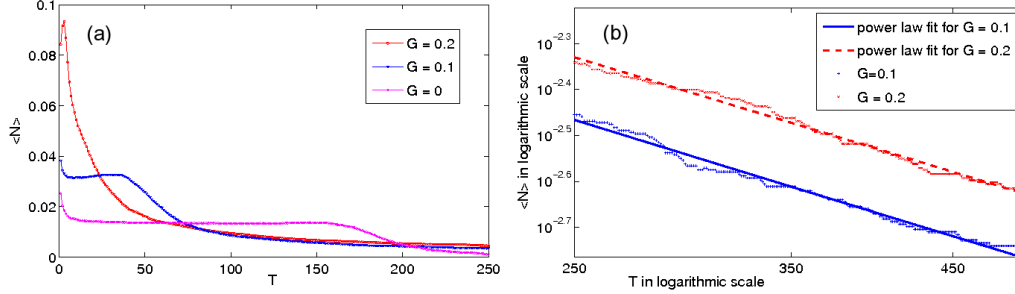 (a)
0.1
0.08
0.06
0.04
0.02
0
<N>
0 50 100 150 200 250
T
G = 0.2
G = 0.1
G = 0
(b)
10^-2.3
10^-2.4
10^-2.5
10^-2.6
10^-2.7
<N> in logarithmic scale
250 350 450
T in logarithmic scale
power law fit for G = 0.1
power law fit for G = 0.2
G=0.1
G = 0.2